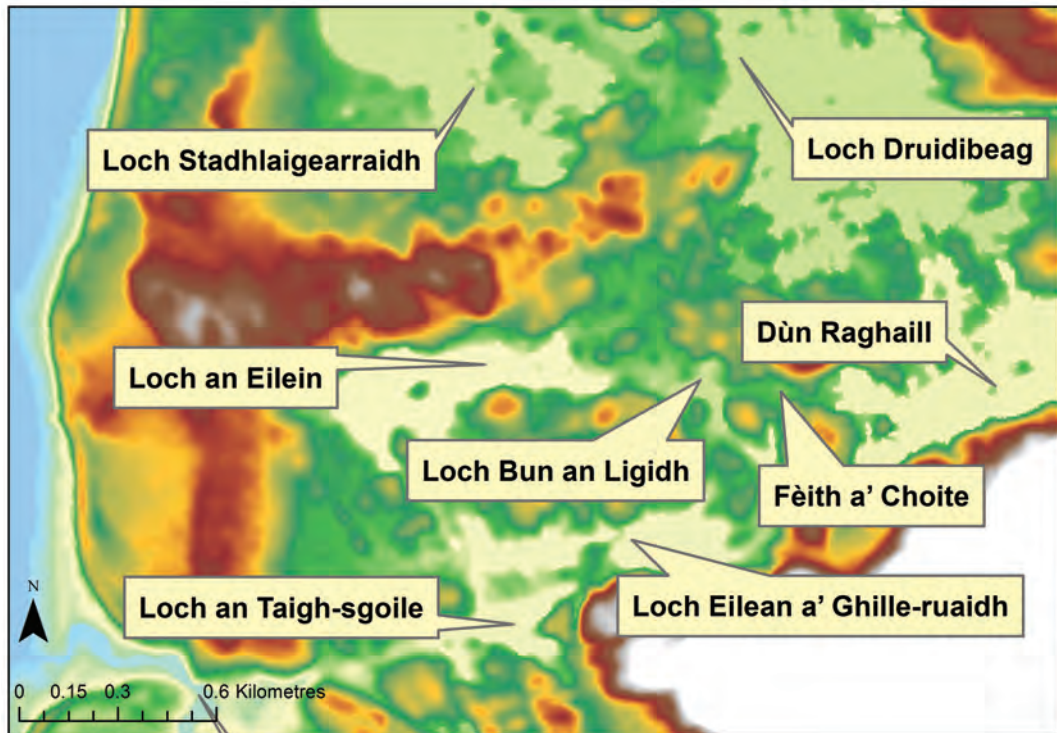 Loch Stadhlaigearraidh
Loch Druidibeag
Dùn Raghaill
Loch an Eilein
Loch Bun an Ligidh
Fèith a' Choite
Loch an Taigh-sgoile
Loch Eilean a' Ghille-ruaidh
N
0 0.15 0.3 0.6 Kilometres